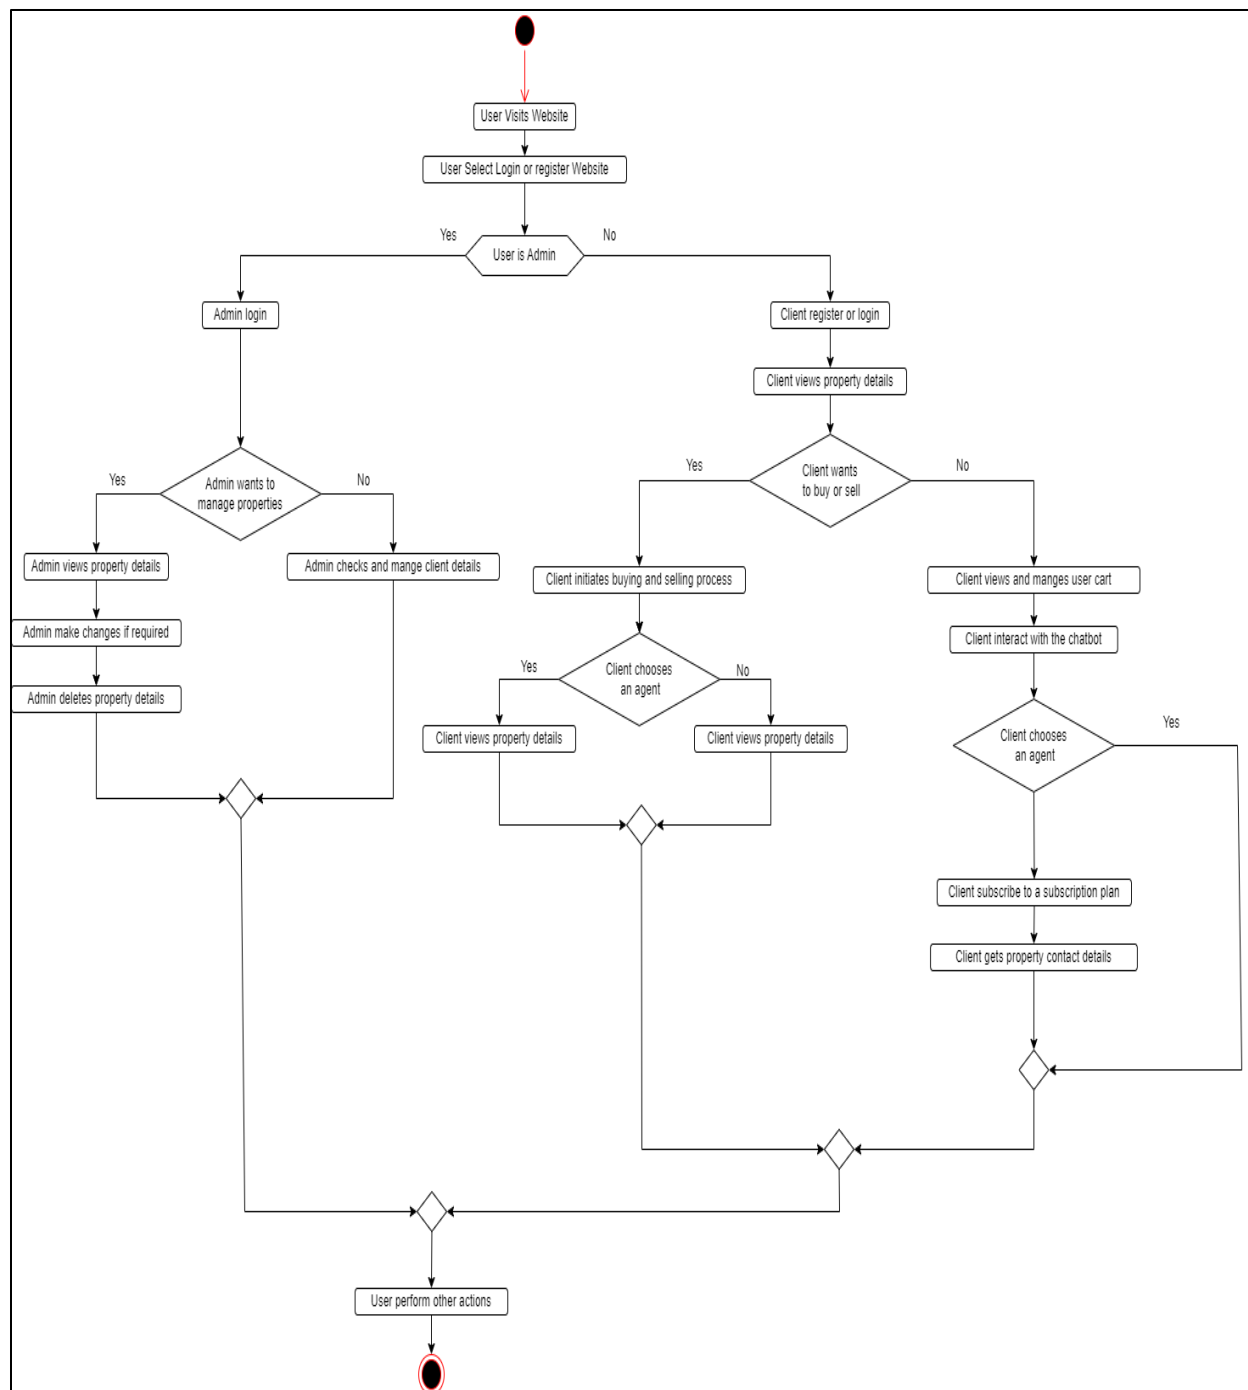 User Visits Website
User Select Login or register Website
Yes
User is Admin
No
Admin login
Client register or login
Client views property details
Yes
Admin wants to
manage properties
No
Yes
Client wants
to buy or sell
No
Admin views property details
Admin checks and mange client details
Client initiates buying and selling process
Client views and manges user cart
Admin make changes if required
Client interact with the chatbot
Admin deletes property details
Yes
Client chooses
an agent
No
Client views property details
Client views property details
Client chooses
an agent
Yes
Client subscribe to a subscription plan
Client gets property contact details
User perform other actions